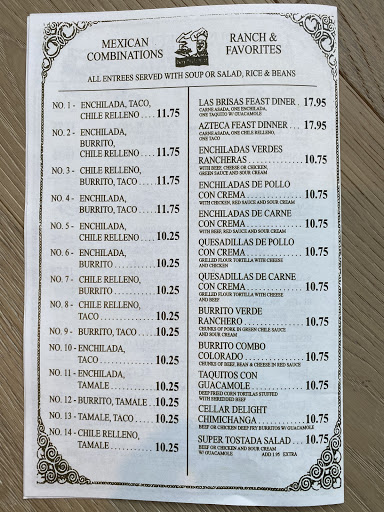 MEXICAN
COMBINATIONS
RANCH &
FAVORITES
ALL ENTREES SERVED WITH SOUP OR SALAD, RICE & BEANS
NO. 1 - ENCHILADA, TACO,
CHILE RELLENO . . . . 11.75
NO. 2 - ENCHILADA,
BURRITO,
CHILE RELLENO . . . . 11.75
NO. 3 - CHILE RELLENO,
BURRITO, TACO . . . . 11.75
NO. 4 - ENCHILADA,
BURRITO, TACO . . . . 11.75
NO. 5 - ENCHILADA,
CHILE RELLENO . . . . 10.25
NO. 6 - ENCHILADA,
BURRITO . . . . . . . . . 10.25
NO. 7 - CHILE RELLENO,
BURRITO . . . . . . . . . 10.25
NO. 8 - CHILE RELLENO,
TACO . . . . . . . . . . . . 10.25
NO. 9 - BURRITO, TACO . . . . 10.25
NO. 10 - ENCHILADA,
TACO . . . . . . . . . . . . 10.25
NO. 11 - ENCHILADA,
TAMALE . . . . . . . . . 10.25
NO. 12 - BURRITO, TAMALE . . 10.25
NO. 13 - TAMALE, TACO . . . . 10.25
NO. 14 - CHILE RELLENO,
TAMALE . . . . . . . . . 10.25
LAS BRISAS FEAST DINER . . 17.95
CARNE ASADA, ONE ENCHILADA,
ONE TAQUITO W/ GUACAMOLE
AZTECA FEAST DINNER . . . 17.95
CARNE ASADA, ONE CHILE RELLENO,
ONE TACO
ENCHILADAS VERDES
RANCHERAS . . . . . . . . . . . . 10.75
WITH BEEF, CHEESE OR CHICKEN,
GREEN SAUCE AND SOUR CREAM
ENCHILADAS DE POLLO
CON CREMA . . . . . . . . . . . . 10.75
WITH CHICKEN, RED SAUCE AND SOUR CREAM
ENCHILADAS DE CARNE
CON CREMA . . . . . . . . . . . . 10.75
WITH BEEF, RED SAUCE AND SOUR CREAM
QUESADILLAS DE POLLO
CON CREMA . . . . . . . . . . . . 10.75
GRILLED FLOUR TORTILLA WITH CHEESE
AND CHICKEN
QUESADILLAS DE CARNE
CON CREMA . . . . . . . . . . . . 10.75
GRILLED FLOUR TORTILLA WITH CHEESE
AND BEEF
BURRITO VERDE
RANCHERO . . . . . . . . . . . . . 10.75
CHUNKS OF PORK IN GREEN CHILE SAUCE
AND SOUR CREAM
BURRITO COMBO
COLORADO . . . . . . . . . . . . . 10.75
CHUNKS OF BEEF, BEAN & CHEESE IN RED SAUCE
TAQUITOS CON
GUACAMOLE . . . . . . . . . . . . 10.75
DEEP FRIED CORN TORTILAS STUFFED
WITH SHREDDED BEEF
CELLAR DELIGHT
CHIMICHANGA . . . . . . . . . . 10.75
BEEF OR CHICKEN DEEP FRY BURRITOS W/ GUACAMOLE
SUPER TOSTADA SALAD . . . 10.75
BEEF OR CHICKEN AND SOUR CREAM
W/ GUACAMOLE ADD 1.95 EXTRA